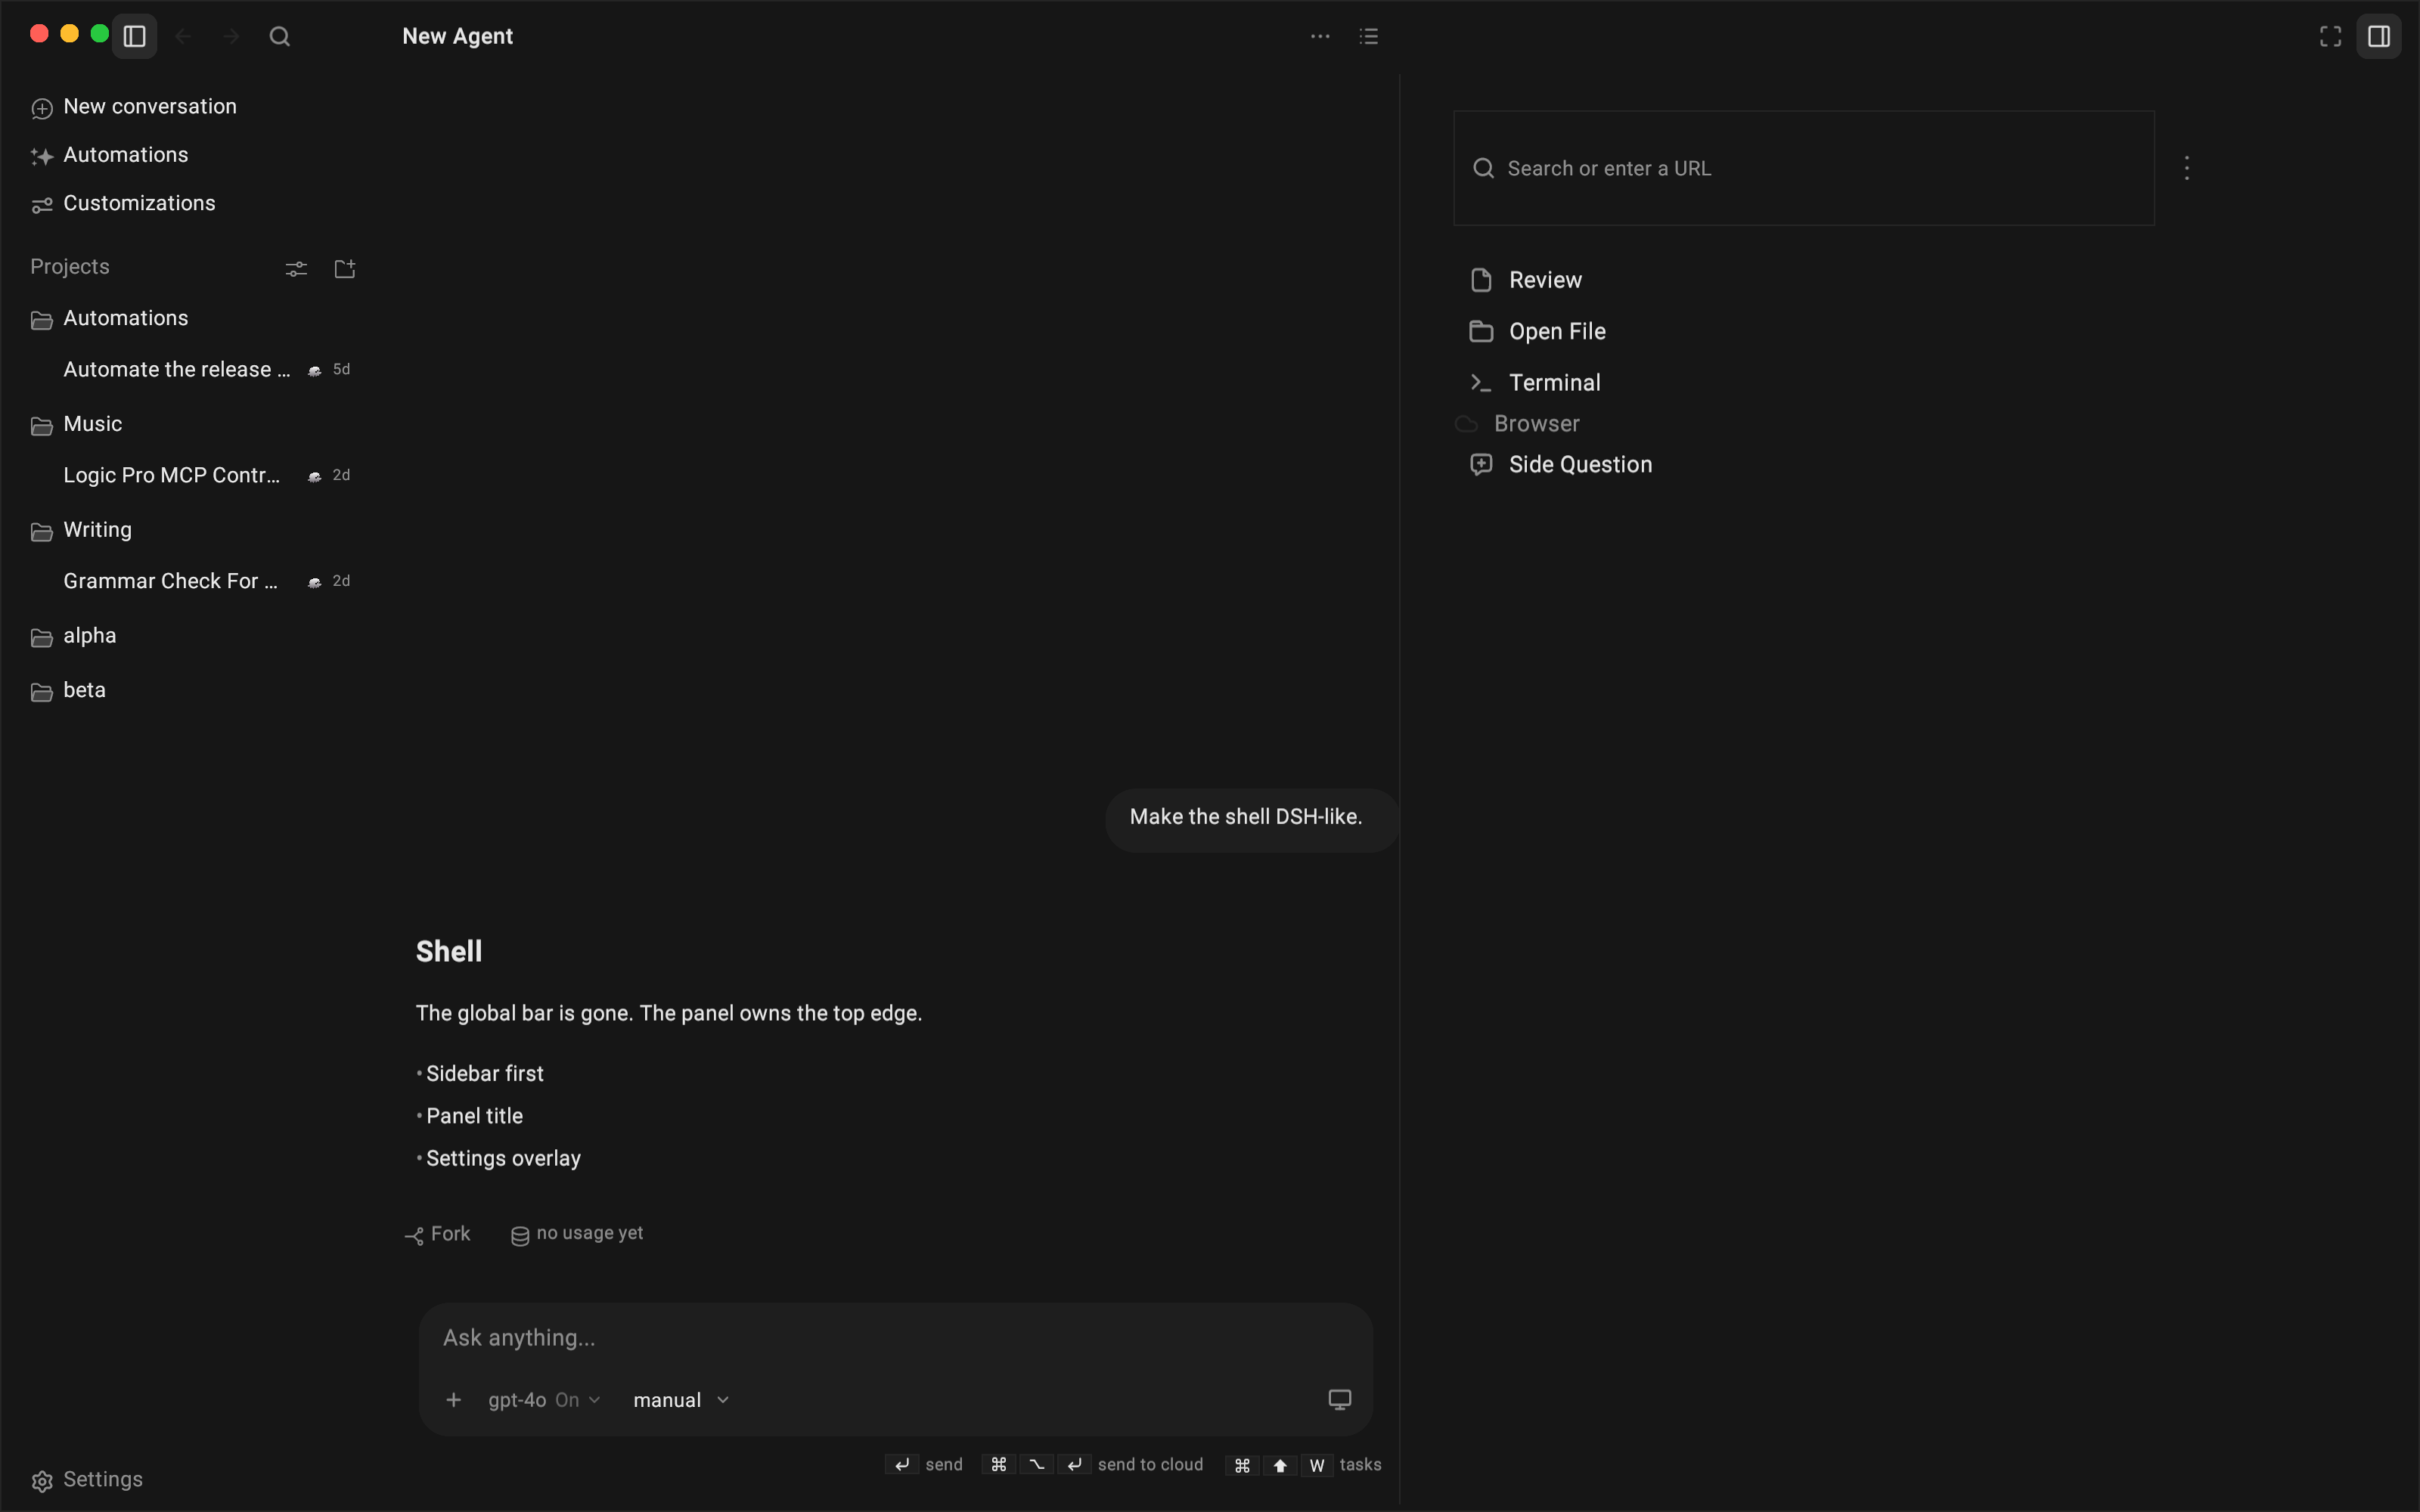 New Agent
New conversation
Automations
Customizations
Projects
Automations
Automate the release ... 5d
Music
Logic Pro MCP Contr... 2d
Writing
Grammar Check For ... 2d
alpha
beta
Settings
Make the shell DSH-like.
Shell
The global bar is gone. The panel owns the top edge.
• Sidebar first
• Panel title
• Settings overlay
Fork no usage yet
Ask anything...
gpt-4o On manual
send ⌘ ⌥ send to cloud ⌘ W tasks
Search or enter a URL
Review
Open File
Terminal
Browser
Side Question